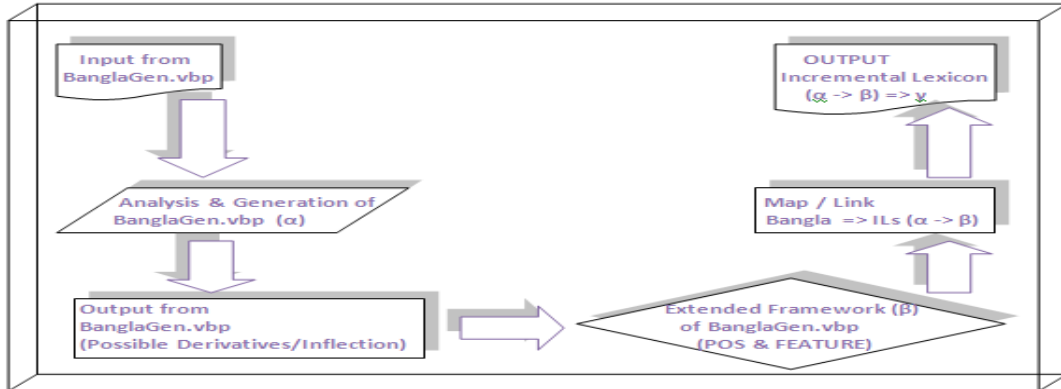 Input from
BanglaGen.vbp
Analysis & Generation of
BanglaGen.vbp (α)
Output from
BanglaGen.vbp
(Possible Derivatives/Inflection)
Extended Framework (β)
of BanglaGen.vbp
(POS & FEATURE)
Map / Link
Bangla => ILs (α -> β)
OUTPUT
Incremental Lexicon
(α -> β) => γ